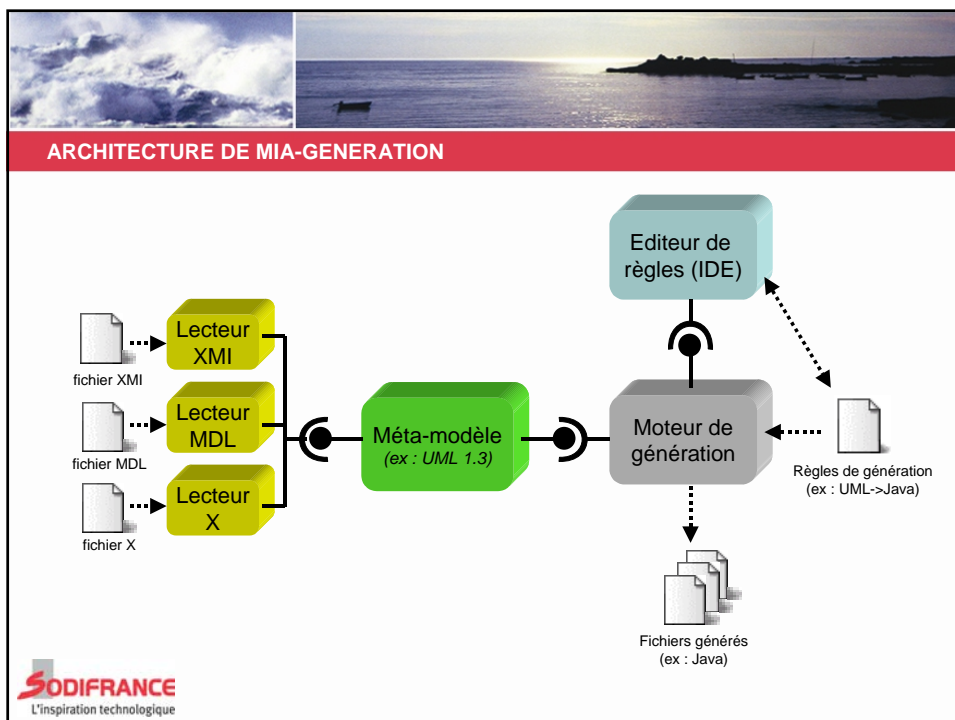 ARCHITECTURE DE MIA-GENERATION
Editeur de
règles (IDE)
Lecteur
XMI
fichier XMI
Lecteur
MDL
fichier MDL
Lecteur
X
fichier X
Méta-modèle
(ex : UML 1.3)
Moteur de
génération
Règles de génération
(ex : UML->Java)
Fichiers générés
(ex : Java)
SODIFRANCE
L'inspiration technologique